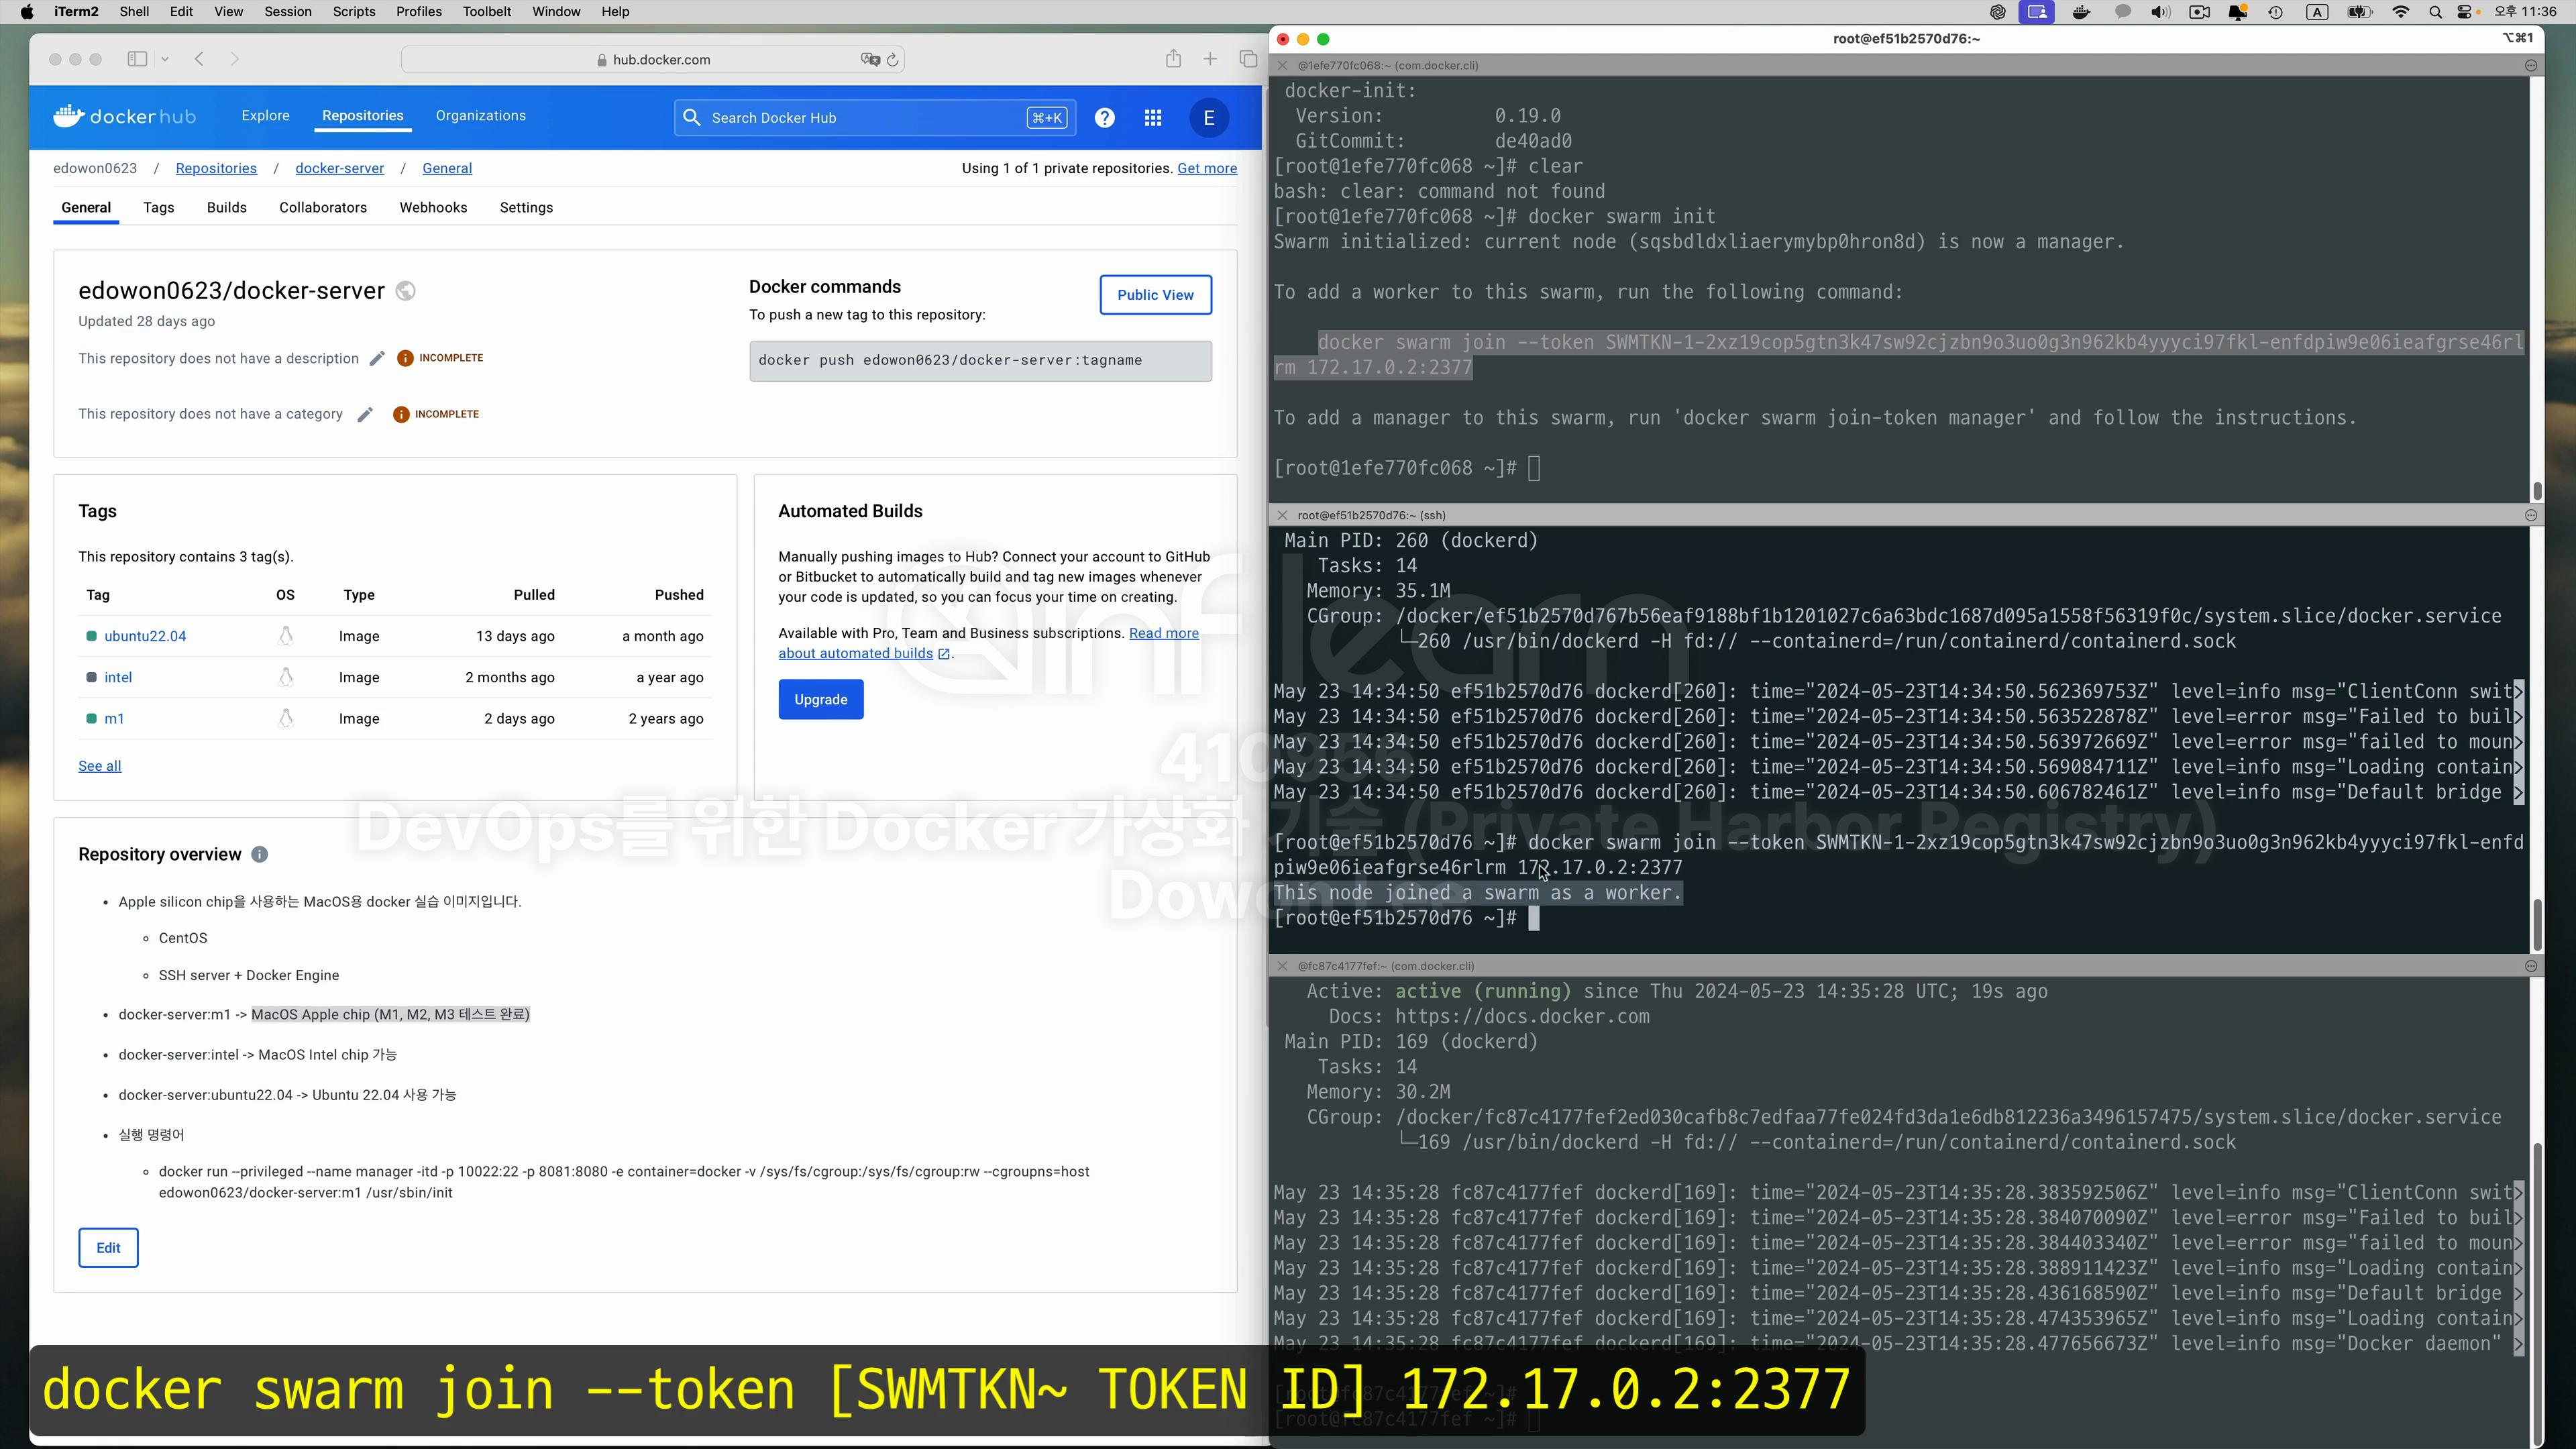 iTerm2 Shell Edit View Session Scripts Profiles Toolbelt Window Help
A
오후 11:36
hub.docker.com
docker hub Explore Repositories Organizations Search Docker Hub ⌘+K ? E
edowon0623 / Repositories / docker-server / General
Using 1 of 1 private repositories. Get more
General Tags Builds Collaborators Webhooks Settings
edowon0623/docker-server
Updated 28 days ago
This repository does not have a description INCOMPLETE
This repository does not have a category INCOMPLETE
Docker commands
Public View
To push a new tag to this repository:
docker push edowon0623/docker-server:tagname
Tags
This repository contains 3 tag(s).
Tag OS Type Pulled Pushed
ubuntu22.04 Image 13 days ago a month ago
intel Image 2 months ago a year ago
m1 Image 2 days ago 2 years ago
See all
Automated Builds
Manually pushing images to Hub? Connect your account to GitHub
or Bitbucket to automatically build and tag new images whenever
your code is updated, so you can focus your time on creating.
Available with Pro, Team and Business subscriptions. Read more
about automated builds.
Upgrade
Repository overview
• Apple silicon chip을 사용하는 MacOS용 docker 실습 이미지입니다.
CentOS
SSH server + Docker Engine
• docker-server:m1 -> MacOS Apple chip (M1, M2, M3 테스트 완료)
• docker-server:intel -> MacOS Intel chip 가능
• docker-server:ubuntu22.04 -> Ubuntu 22.04 사용 가능
• 실행 명령어
docker run --privileged --name manager -itd -p 10022:22 -p 8081:8080 -e container=docker -v /sys/fs/cgroup:/sys/fs/cgroup:rw --cgroupns=host
edowon0623/docker-server:m1 /usr/sbin/init
Edit
root@ef51b2570d76:~
⌥⌘1
@1efe770fc068:~ (com.docker.cli)
docker-init:
Version: 0.19.0
GitCommit: de40ad0
[root@1efe770fc068 ~]# clear
bash: clear: command not found
[root@1efe770fc068 ~]# docker swarm init
Swarm initialized: current node (sqsbdldxliaerymybp0hron8d) is now a manager.
To add a worker to this swarm, run the following command:
docker swarm join --token SWMTKN-1-2xz19cop5gtn3k47sw92cjzbn9o3uo0g3n962kb4yyyci97fkl-enfdpiw9e06ieafgrse46rl
rm 172.17.0.2:2377
To add a manager to this swarm, run 'docker swarm join-token manager' and follow the instructions.
[root@1efe770fc068 ~]#
root@ef51b2570d76:~ (ssh)
Main PID: 260 (dockerd)
Tasks: 14
Memory: 35.1M
CGroup: /docker/ef51b2570d767b56eaf9188bf1b1201027c6a63bdc1687d095a1558f56319f0c/system.slice/docker.service
└─260 /usr/bin/dockerd -H fd:// --containerd=/run/containerd/containerd.sock
May 23 14:34:50 ef51b2570d76 dockerd[260]: time="2024-05-23T14:34:50.562369753Z" level=info msg="ClientConn swit>
May 23 14:34:50 ef51b2570d76 dockerd[260]: time="2024-05-23T14:34:50.563522878Z" level=error msg="Failed to buil>
May 23 14:34:50 ef51b2570d76 dockerd[260]: time="2024-05-23T14:34:50.563972669Z" level=error msg="failed to moun>
May 23 14:34:50 ef51b2570d76 dockerd[260]: time="2024-05-23T14:34:50.569084711Z" level=info msg="Loading contain>
May 23 14:34:50 ef51b2570d76 dockerd[260]: time="2024-05-23T14:34:50.606782461Z" level=info msg="Default bridge >
[root@ef51b2570d76 ~]# docker swarm join --token SWMTKN-1-2xz19cop5gtn3k47sw92cjzbn9o3uo0g3n962kb4yyyci97fkl-enfd
piw9e06ieafgrse46rlrm 172.17.0.2:2377
This node joined a swarm as a worker.
[root@ef51b2570d76 ~]#
@fc87c4177fef:~ (com.docker.cli)
Active: active (running) since Thu 2024-05-23 14:35:28 UTC; 19s ago
Docs: https://docs.docker.com
Main PID: 169 (dockerd)
Tasks: 14
Memory: 30.2M
CGroup: /docker/fc87c4177fef2ed030cafb8c7edfaa77fe024fd3da1e6db812236a3496157475/system.slice/docker.service
└─169 /usr/bin/dockerd -H fd:// --containerd=/run/containerd/containerd.sock
May 23 14:35:28 fc87c4177fef dockerd[169]: time="2024-05-23T14:35:28.383592506Z" level=info msg="ClientConn swit>
May 23 14:35:28 fc87c4177fef dockerd[169]: time="2024-05-23T14:35:28.384070090Z" level=error msg="Failed to buil>
May 23 14:35:28 fc87c4177fef dockerd[169]: time="2024-05-23T14:35:28.384403340Z" level=error msg="failed to moun>
May 23 14:35:28 fc87c4177fef dockerd[169]: time="2024-05-23T14:35:28.388911423Z" level=info msg="Loading contain>
May 23 14:35:28 fc87c4177fef dockerd[169]: time="2024-05-23T14:35:28.436168590Z" level=info msg="Default bridge >
May 23 14:35:28 fc87c4177fef dockerd[169]: time="2024-05-23T14:35:28.474353965Z" level=info msg="Loading contain>
May 23 14:35:28 fc87c4177fef dockerd[169]: time="2024-05-23T14:35:28.477656673Z" level=info msg="Docker daemon" >
[root@fc87c4177fef ~]#
[root@fc87c4177fef ~]#
inflearn
410956
DevOps를 위한 Docker 가상화 기술 (Private Harbor Registry)
Dowon Lee
docker swarm join --token [SWMTKN~ TOKEN ID] 172.17.0.2:2377